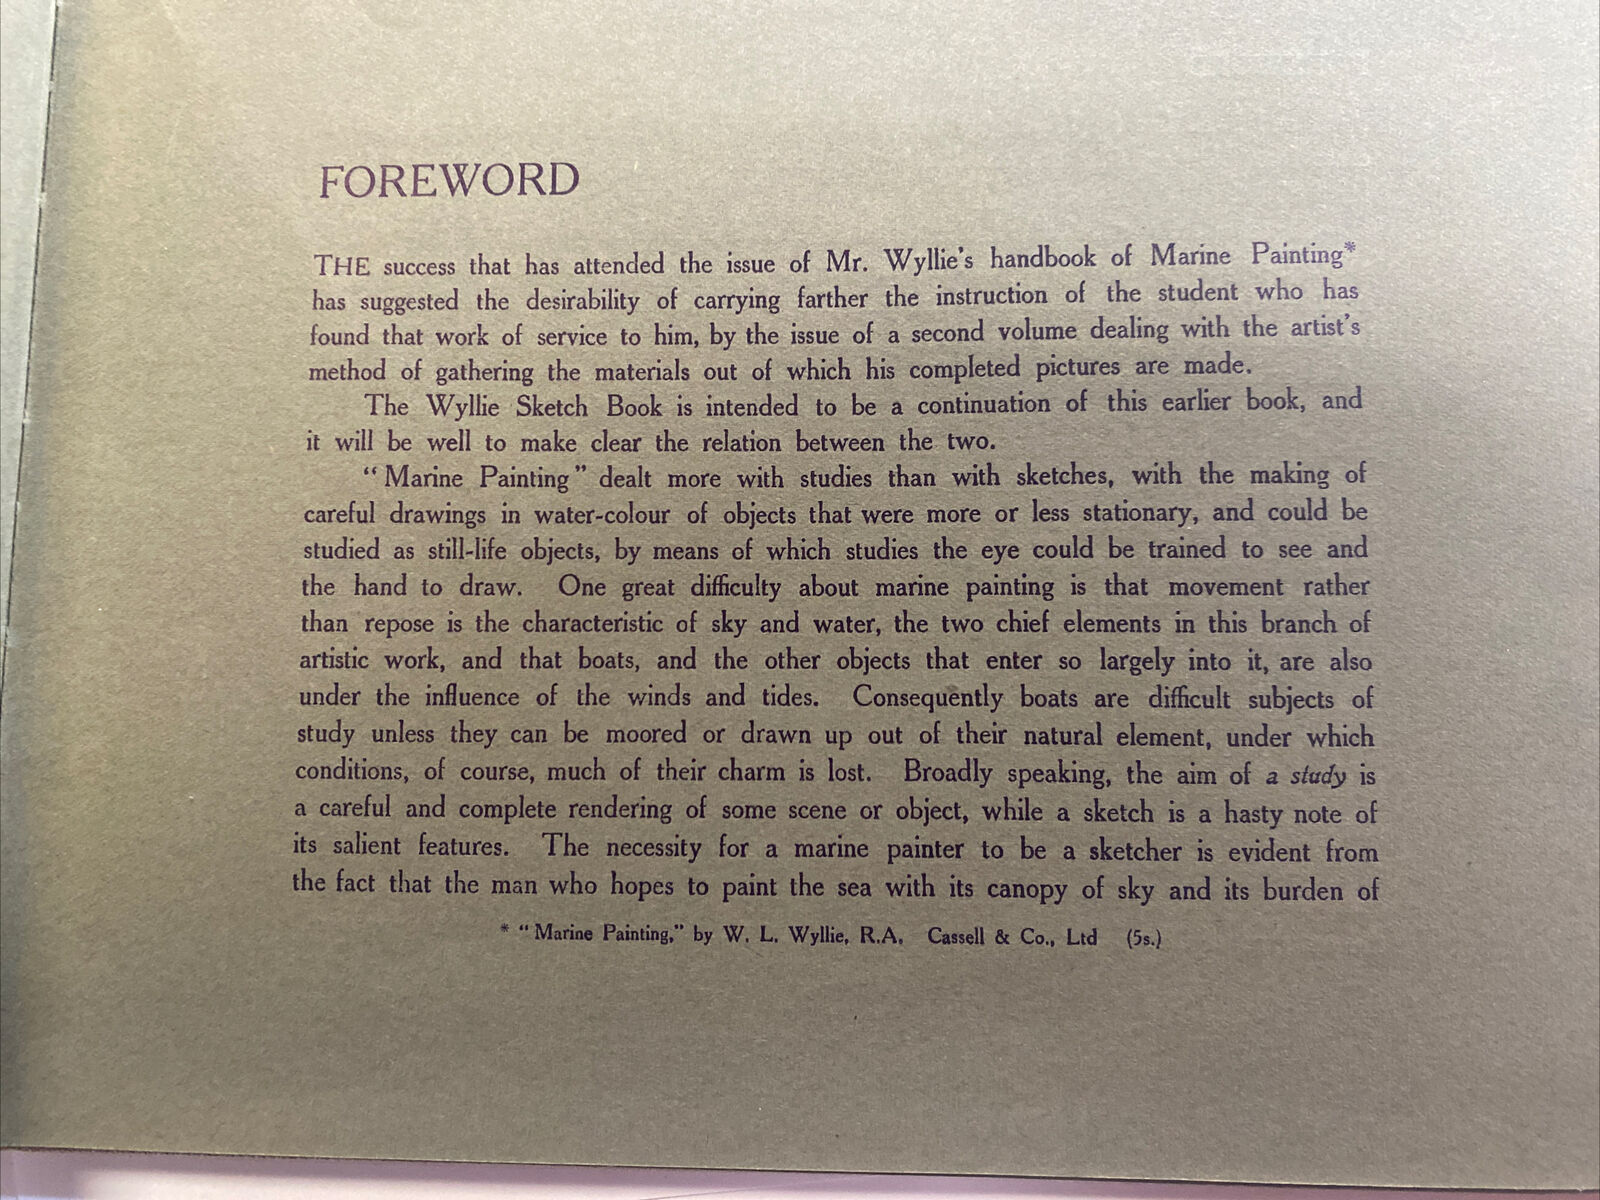 FOREWORD
THE success that has attended the issue of Mr. Wyllie's handbook of Marine Painting*
has suggested the desirability of carrying farther the instruction of the student who has
found that work of service to him, by the issue of a second volume dealing with the artist's
method of gathering the materials out of which his completed pictures are made.
The Wyllie Sketch Book is intended to be a continuation of this earlier book, and
it will be well to make clear the relation between the two.
"Marine Painting" dealt more with studies than with sketches, with the making of
careful drawings in water-colour of objects that were more or less stationary, and could be
studied as still-life objects, by means of which studies the eye could be trained to see and
the hand to draw. One great difficulty about marine painting is that movement rather
than repose is the characteristic of sky and water, the two chief elements in this branch of
artistic work, and that boats, and the other objects that enter so largely into it, are also
under the influence of the winds and tides. Consequently boats are difficult subjects of
study unless they can be moored or drawn up out of their natural element, under which
conditions, of course, much of their charm is lost. Broadly speaking, the aim of a study is
a careful and complete rendering of some scene or object, while a sketch is a hasty note of
its salient features. The necessity for a marine painter to be a sketcher is evident from
the fact that the man who hopes to paint the sea with its canopy of sky and its burden of
* "Marine Painting," by W. L. Wyllie, R.A. Cassell & Co., Ltd (5s.)